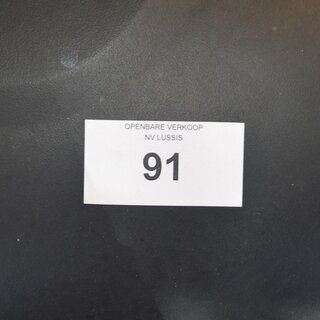 OPENBARE VERKOOP
NV LUSSIS
91